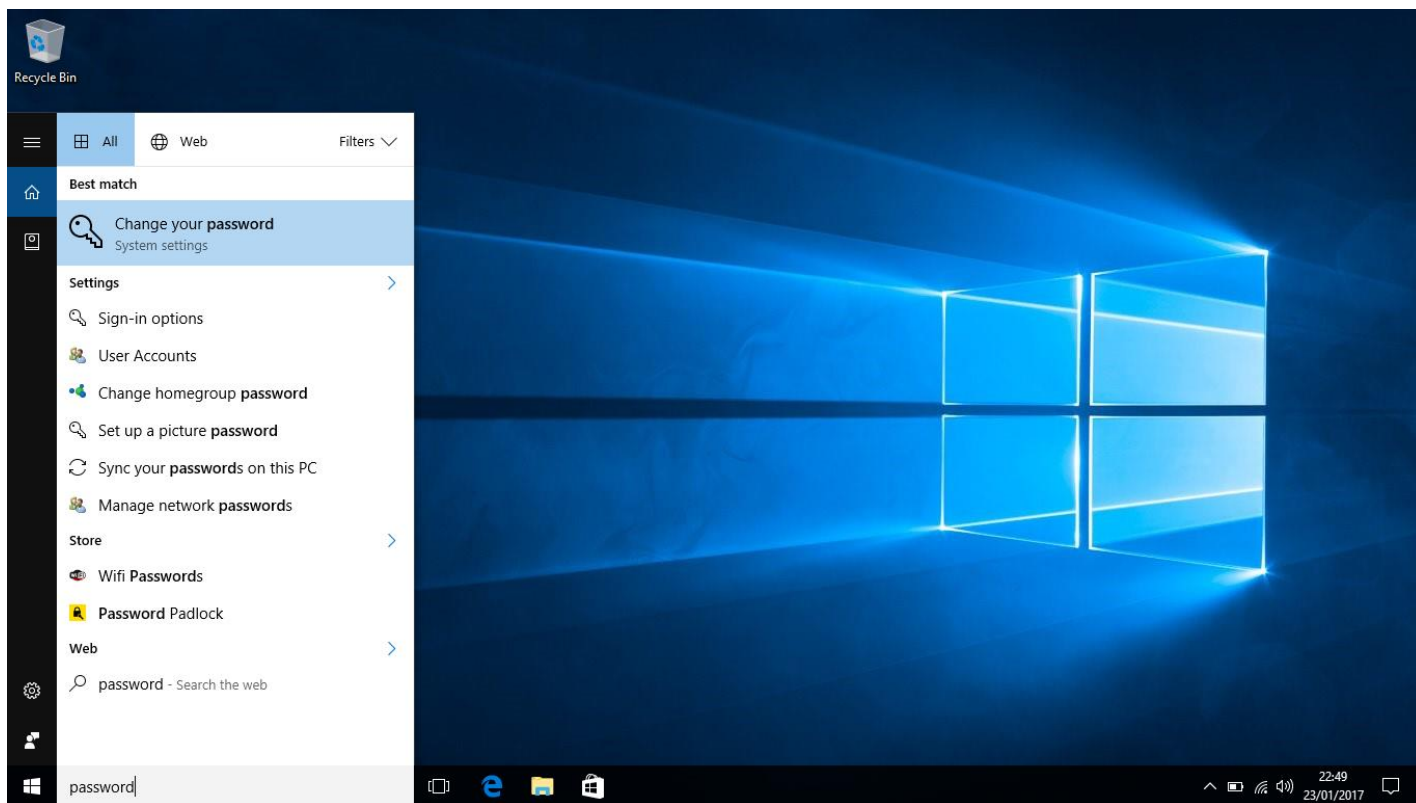 Recycle Bin
All
Web
Filters
Best match
Change your password
System settings
Settings
Sign-in options
User Accounts
Change homegroup password
Set up a picture password
Sync your passwords on this PC
Manage network passwords
Store
Wifi Passwords
Password Padlock
Web
password - Search the web
password
22:49
23/01/2017